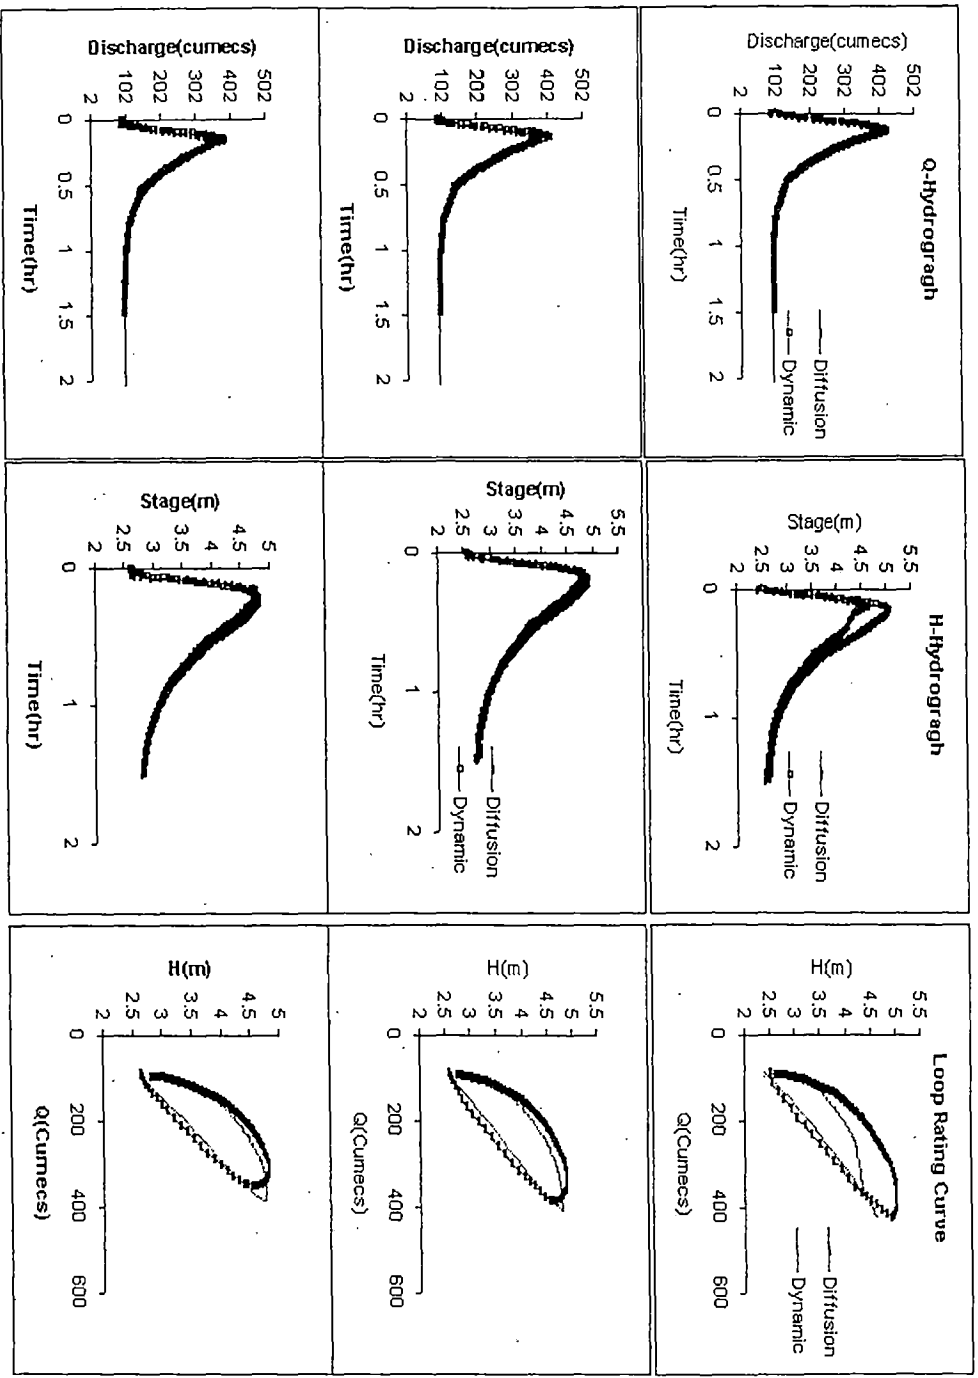 Q-Hydrogragh
Discharge(cumecs)
502
402
302
202
102
2
0 0.5 1 1.5 2
Time(hr)
Diffusion
Dynamic
H-Hydrogragh
Stage(m)
5.5
5
4.5
4
3.5
3
2.5
2
0 1 2
Time(hr)
Diffusion
Dynamic
Loop Rating Curve
H(m)
5.5
5
4.5
4
3.5
3
2.5
2
0 200 400 600
Q(Cumecs)
Diffusion
Dynamic
Discharge(cumecs)
502
402
302
202
102
2
0 0.5 1 1.5 2
Time(hr)
Stage(m)
5.5
5
4.5
4
3.5
3
2.5
2
0 1 2
Time(hr)
Diffusion
Dynamic
H(m)
5.5
5
4.5
4
3.5
3
2.5
2
0 200 400 600
Q(Cumecs)
Discharge(cumecs)
502
402
302
202
102
2
0 0.5 1 1.5 2
Time(hr)
Stage(m)
5
4.5
4
3.5
3
2.5
2
0 1 2
Time(hr)
H(m)
5
4.5
4
3.5
3
2.5
2
0 200 400 600
Q(Cumecs)